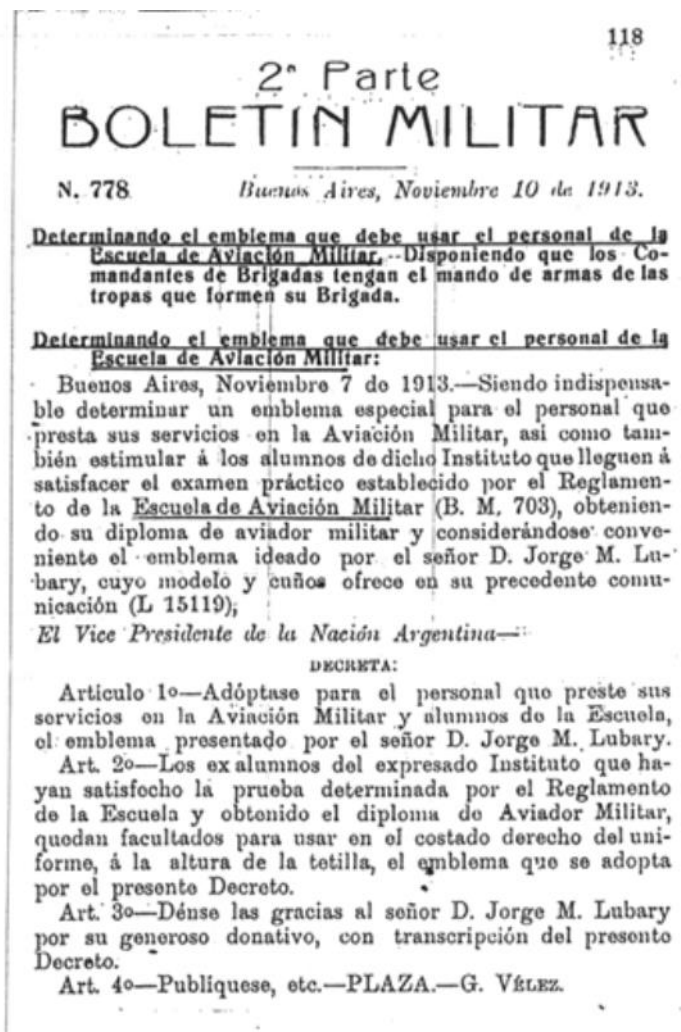 118
2ª Parte
BOLETIN MILITAR
N. 778 Buenos Aires, Noviembre 10 de 1913.
Determinando el emblema que debe usar el personal de la
Escuela de Aviación Militar.--Disponiendo que los Co-
mandantes de Brigadas tengan el mando de armas de las
tropas que formen su Brigada.
Determinando el emblema que debe usar el personal de la
Escuela de Aviación Militar:
Buenos Aires, Noviembre 7 de 1913.—Siendo indispensa-
ble determinar un emblema especial para el personal que
presta sus servicios en la Aviación Militar, asi como tam-
bién estimular á los alumnos de dicho Instituto que lleguen á
satisfacer el examen práctico establecido por el Reglamen-
to de la Escuela de Aviación Militar (B. M. 703), obtenien-
do su diploma de aviador militar y considerándose conve-
niente el emblema ideado por el señor D. Jorge M. Lu-
bary, cuyo modelo y cuños ofrece en su precedente comu-
nicación (L 15119);
El Vice Presidente de la Nación Argentina—
DECRETA:
Artículo 1o—Adóptase para el personal que preste sus
servicios en la Aviación Militar y alumnos de la Escuela,
el emblema presentado por el señor D. Jorge M. Lubary.
Art. 2o—Los ex alumnos del expresado Instituto que ha-
yan satisfecho la prueba determinada por el Reglamento
de la Escuela y obtenido el diploma de Aviador Militar,
quedan facultados para usar en el costado derecho del uni-
forme, á la altura de la tetilla, el emblema que se adopta
por el presente Decreto.
Art. 3o—Dénse las gracias al señor D. Jorge M. Lubary
por su generoso donativo, con transcripción del presente
Decreto.
Art. 4o—Publíquese, etc.—PLAZA.—G. VÉLEZ.